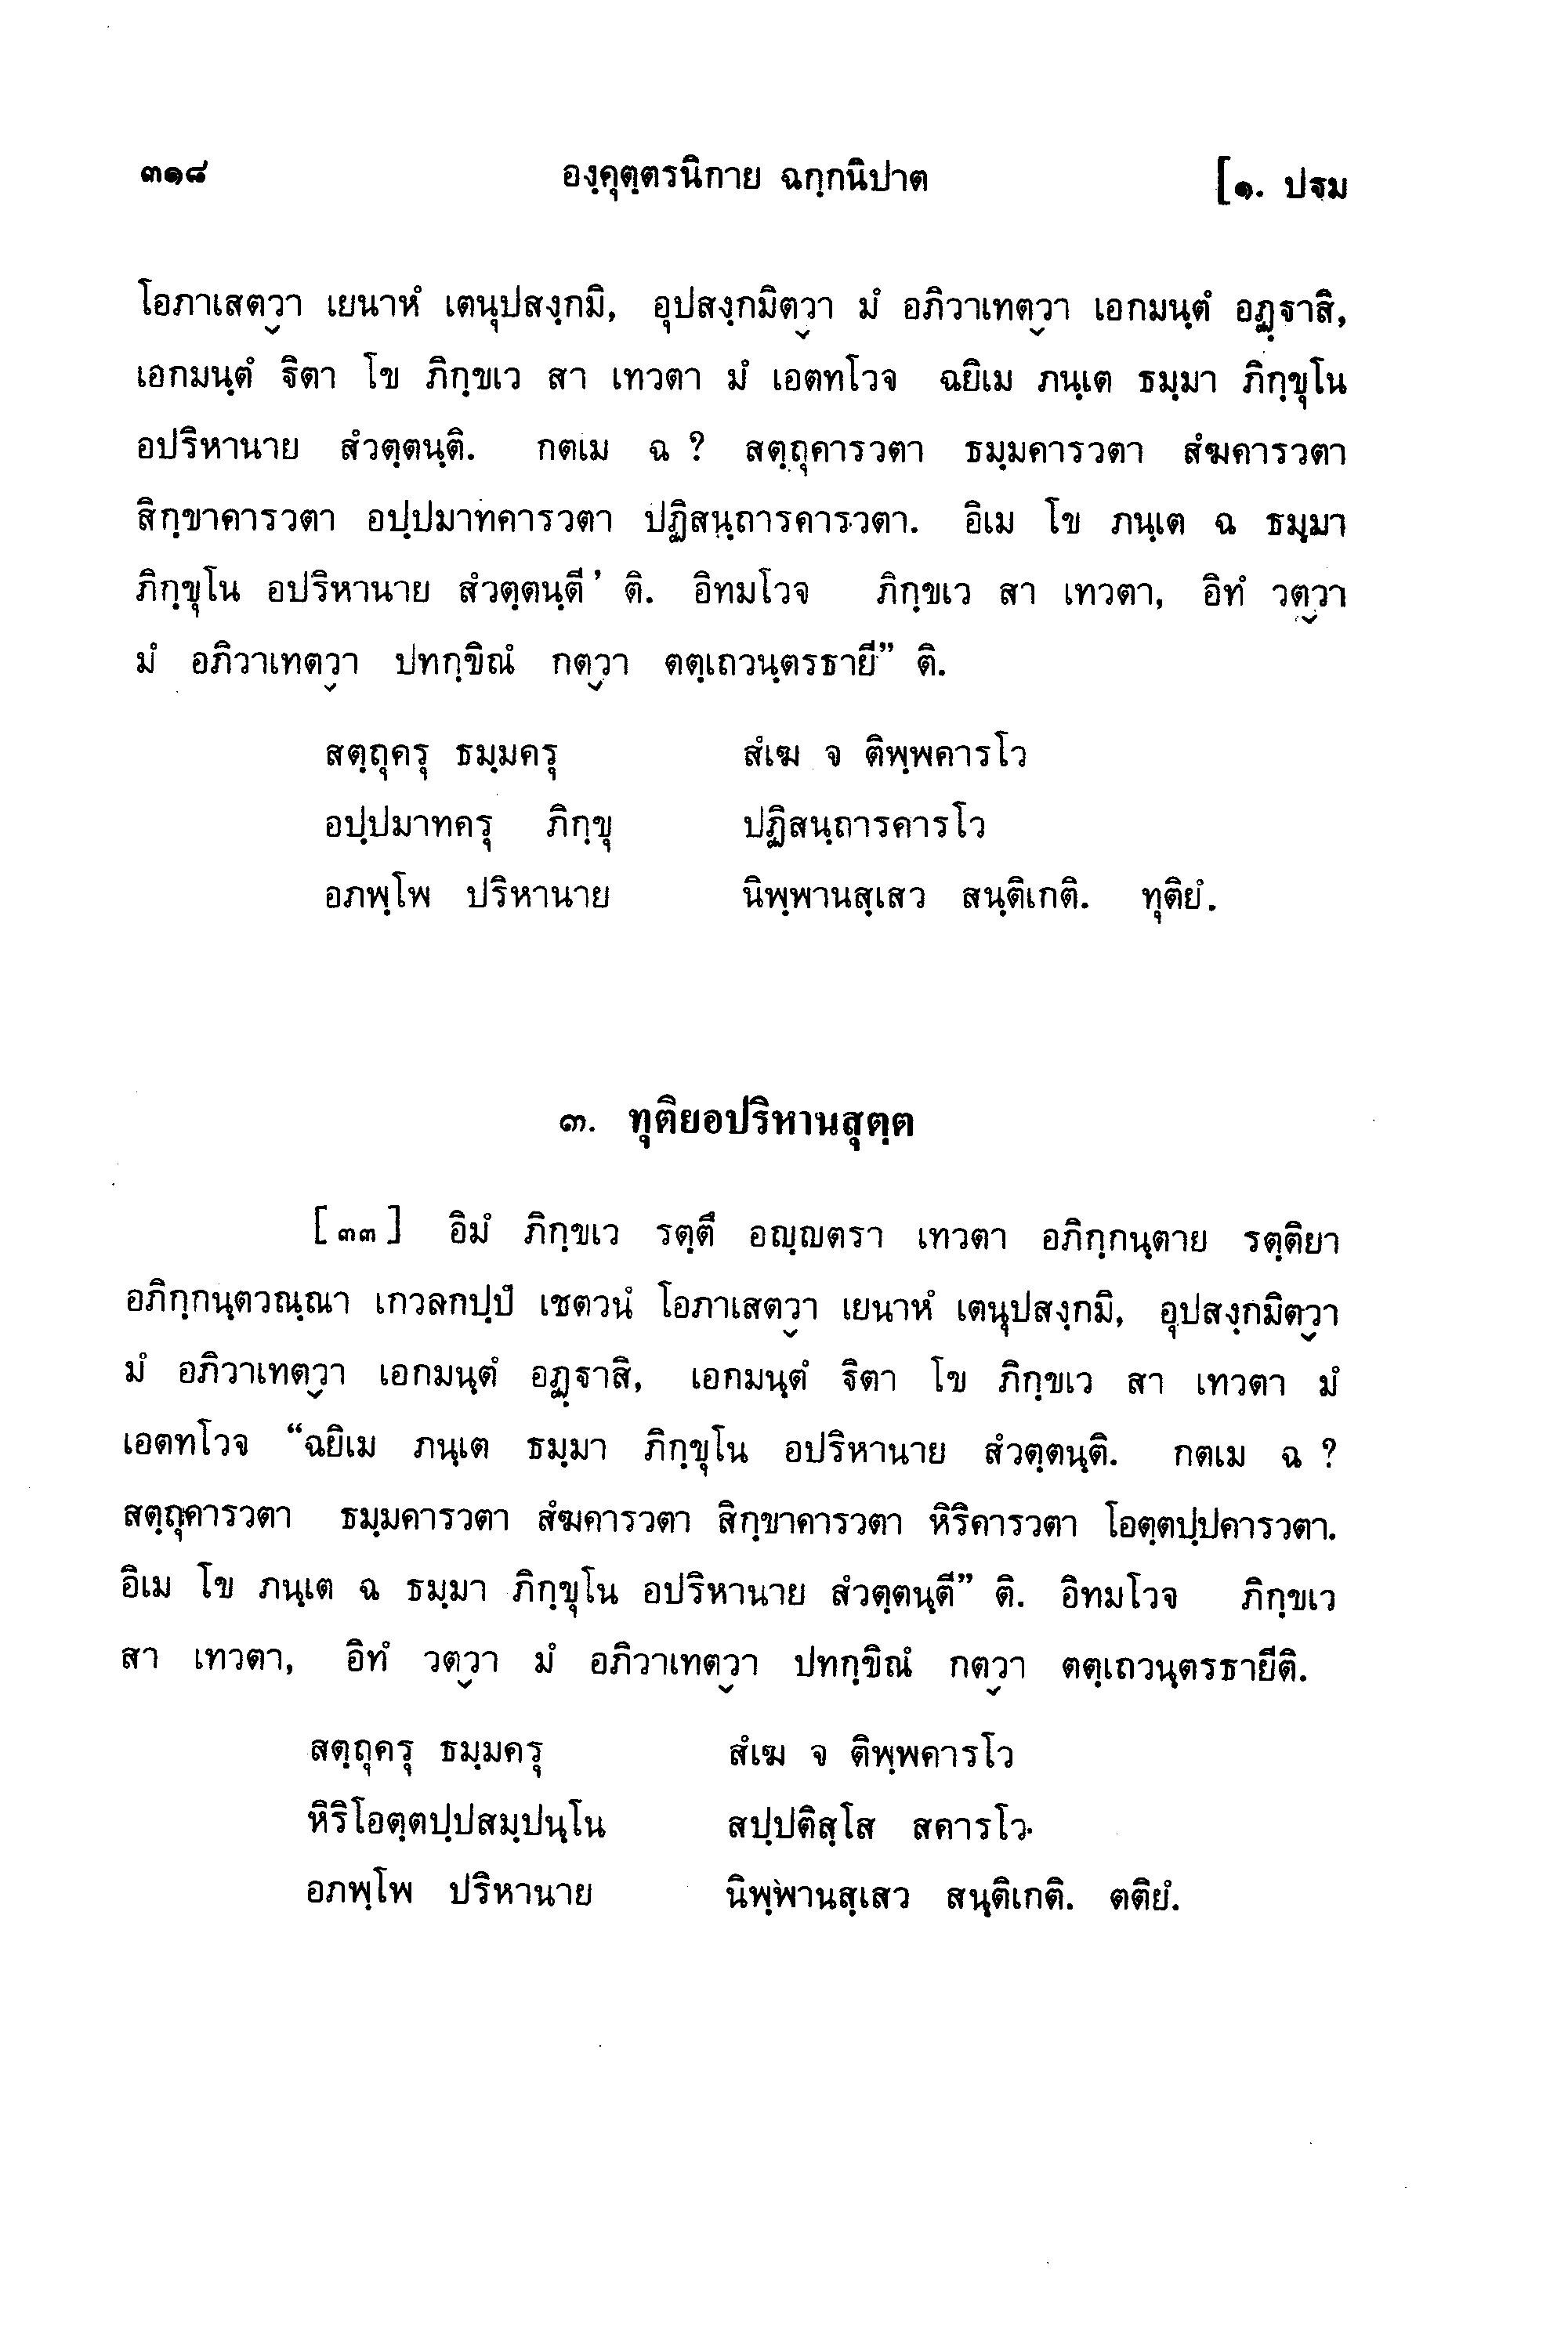 ๓๑๘ องฺคุตฺตรนิกาย ฉกฺกนิปาต [๑. ปฐม
โอภาเสตฺวา เยนาหํ เตนุปสงฺกมิ, อุปสงฺกมิตฺวา มํ อภิวาเทตฺวา เอกมนฺตํ อฏฺฐาสิ,
เอกมนฺตํ ฐิตา โข ภิกฺขเว สา เทวตา มํ เอตทโวจ ฉยิเม ภนฺเต ธมฺมา ภิกฺขุโน
อปริหานาย สํวตฺตนฺติ. กตเม ฉ ? สตฺถุคารวตา ธมฺมคารวตา สํฆคารวตา
สิกฺขาคารวตา อปฺปมาทคารวตา ปฏิสนฺถารคารวตา. อิเม โข ภนฺเต ฉ ธมฺมา
ภิกฺขุโน อปริหานาย สํวตฺตนฺตี’ ติ. อิทมโวจ ภิกฺขเว สา เทวตา, อิทํ วตฺวา
มํ อภิวาเทตฺวา ปทกฺขิณํ กตฺวา ตตฺเถวนฺตรธายี” ติ.
สตฺถุครุ ธมฺมครุ สํเฆ จ ติพฺพคารโว
อปฺปมาทครุ ภิกฺขุ ปฏิสนฺถารคารโว
อภพฺโพ ปริหานาย นิพฺพานสฺเสว สนฺติเกติ. ทุติยํ.
๓. ทุติยอปริหานสุตฺต
[๓๓] อิมํ ภิกฺขเว รตฺตึ อญฺญตรา เทวตา อภิกฺกนฺตาย รตฺติยา
อภิกฺกนฺตวณฺณา เกวลกปฺปํ เชตวนํ โอภาเสตฺวา เยนาหํ เตนุปสงฺกมิ, อุปสงฺกมิตฺวา
มํ อภิวาเทตฺวา เอกมนฺตํ อฏฺฐาสิ, เอกมนฺตํ ฐิตา โข ภิกฺขเว สา เทวตา มํ
เอตทโวจ “ฉยิเม ภนฺเต ธมฺมา ภิกฺขุโน อปริหานาย สํวตฺตนฺติ. กตเม ฉ ?
สตฺถุคารวตา ธมฺมคารวตา สํฆคารวตา สิกฺขาคารวตา หิริคารวตา โอตฺตปฺปคารวตา.
อิเม โข ภนฺเต ฉ ธมฺมา ภิกฺขุโน อปริหานาย สํวตฺตนฺตี” ติ. อิทมโวจ ภิกฺขเว
สา เทวตา, อิทํ วตฺวา มํ อภิวาเทตฺวา ปทกฺขิณํ กตฺวา ตตฺเถวนฺตรธายีติ.
สตฺถุครุ ธมฺมครุ สํเฆ จ ติพฺพคารโว
หิริโอตฺตปฺปสมฺปนฺโน สปฺปติสฺโส สคารโว
อภพฺโพ ปริหานาย นิพฺพานสฺเสว สนฺติเกติ. ตติยํ.